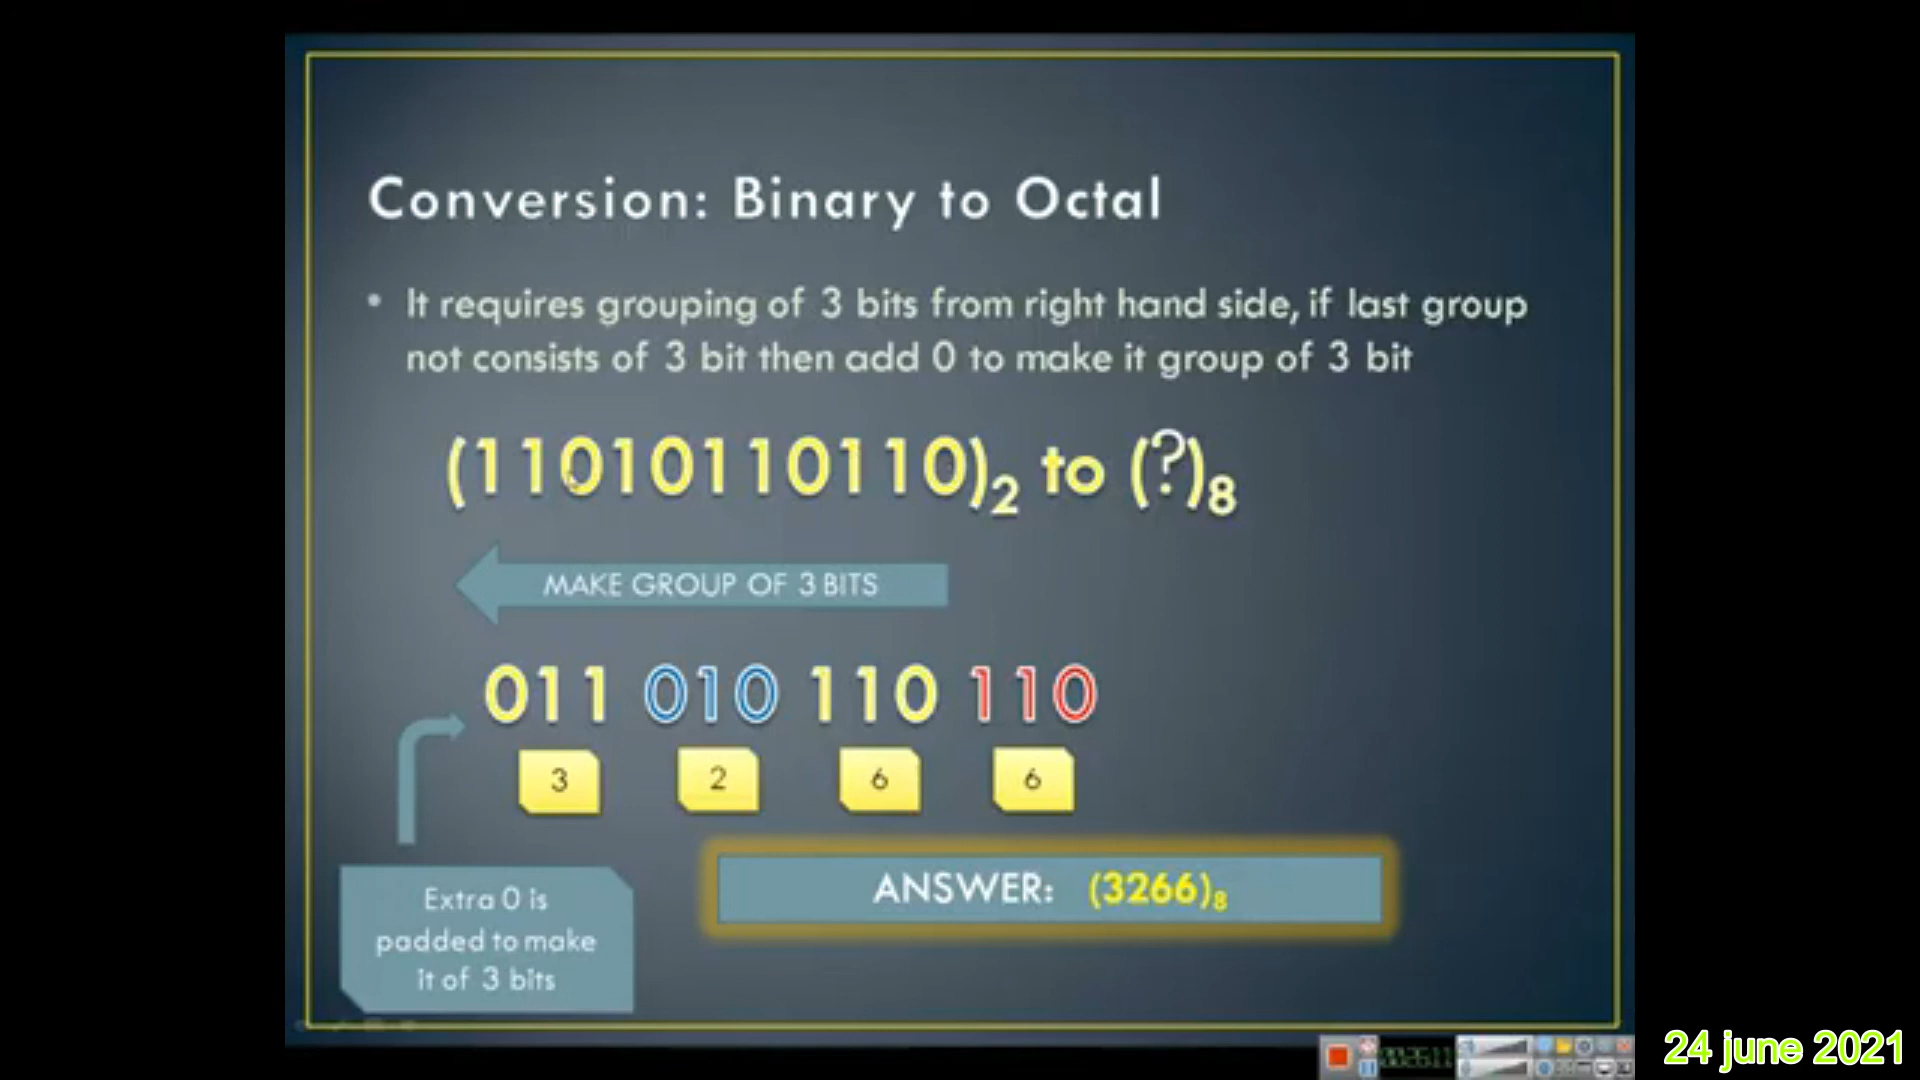 Conversion: Binary to Octal
• It requires grouping of 3 bits from right hand side, if last group
not consists of 3 bit then add 0 to make it group of 3 bit
(11010110110)₂ to (?)₈
MAKE GROUP OF 3 BITS
011 010 110 110
3 2 6 6
ANSWER: (3266)₈
Extra 0 is
padded to make
it of 3 bits
24 june 2021